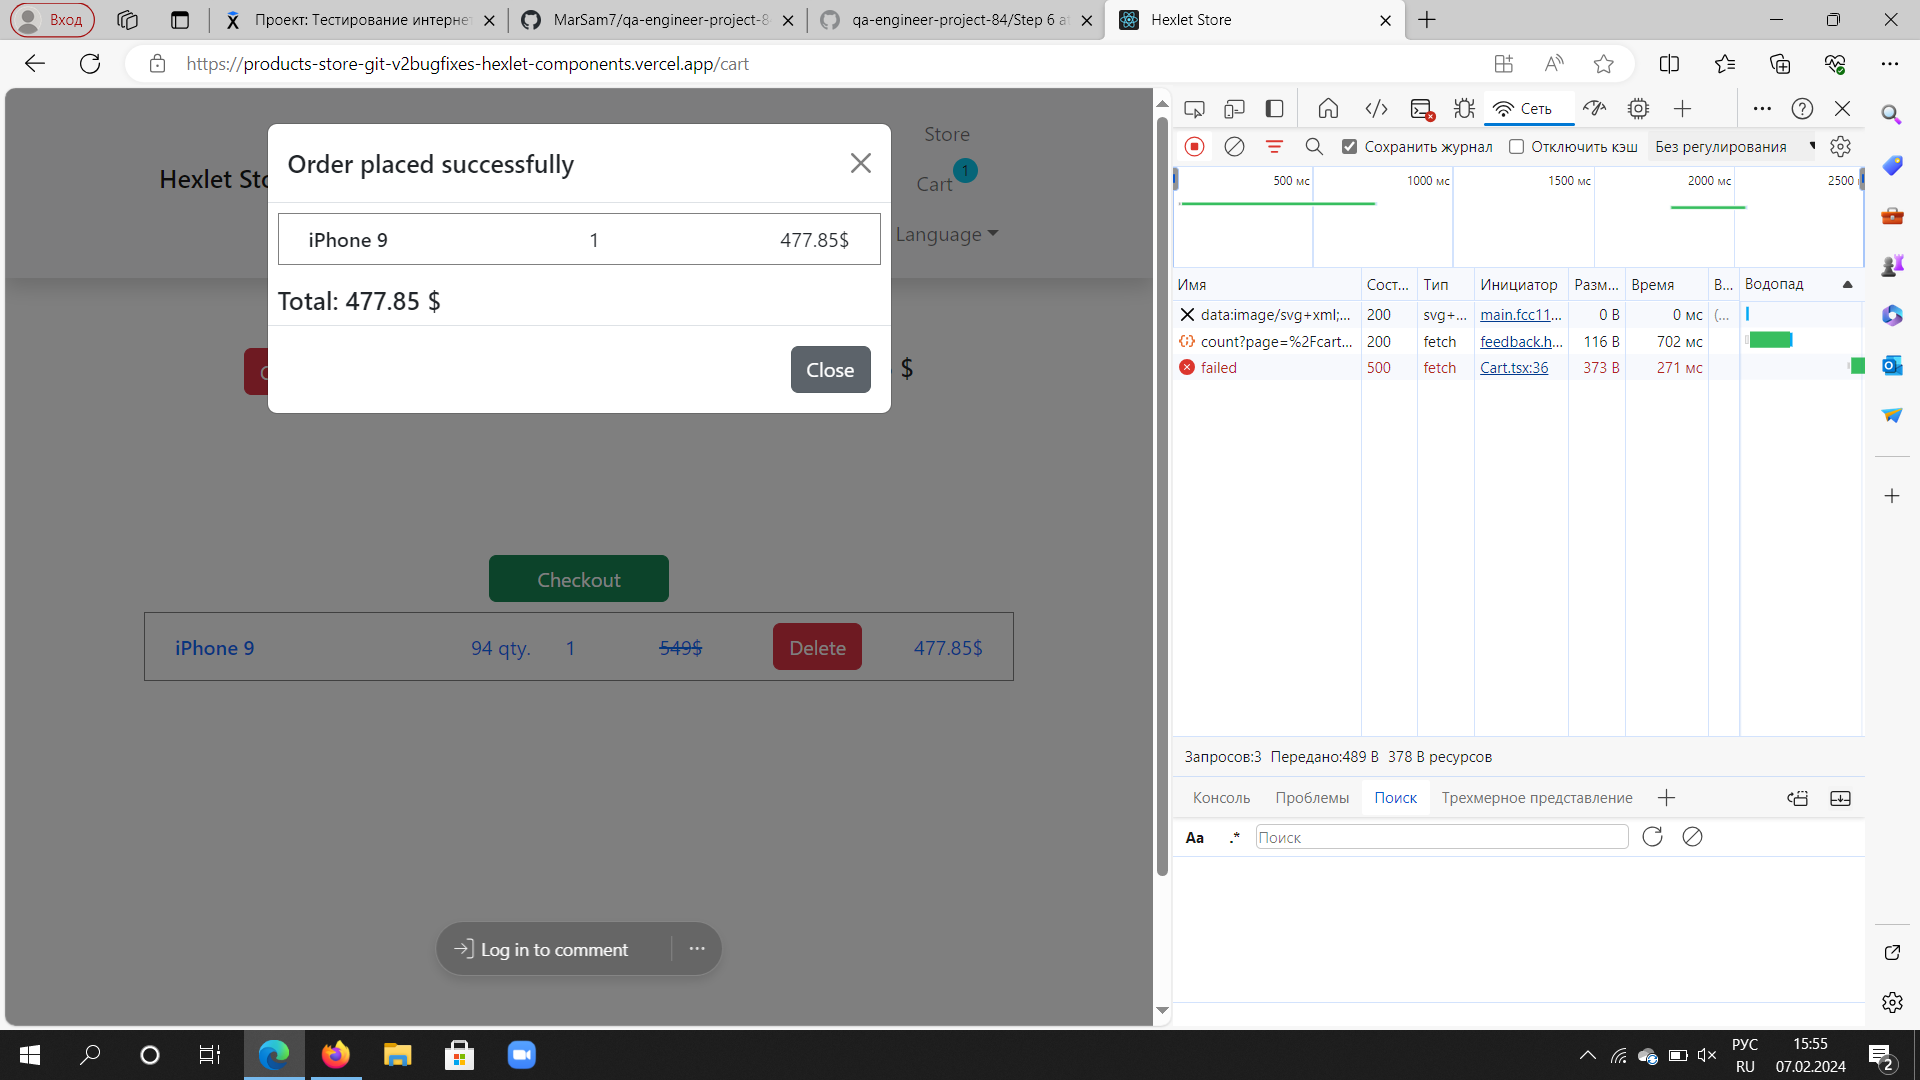 Вход
Проект: Тестирование интернет
MarSam7/qa-engineer-project-8
qa-engineer-project-84/Step 6 a
Hexlet Store
https://products-store-git-v2bugfixes-hexlet-components.vercel.app/cart
Order placed successfully
iPhone 9 1 477.85$
Total: 477.85 $
Close
Hexlet Sto
Store
Cart 1
Language
$
Checkout
iPhone 9 94 qty. 1 549$ Delete 477.85$
Log in to comment
Сеть
Сохранить журнал Отключить кэш Без регулирования
500 мс 1000 мс 1500 мс 2000 мс 2500
Имя Сост... Тип Инициатор Разм... Время В... Водопад
data:image/svg+xml;... 200 svg+... main.fcc11... 0 В 0 мс (...
count?page=%2Fcart... 200 fetch feedback.h... 116 В 702 мс
failed 500 fetch Cart.tsx:36 373 В 271 мс
Запросов:3 Передано:489 В 378 В ресурсов
Консоль Проблемы Поиск Трехмерное представление
Aa .* Поиск
РУС
RU
15:55
07.02.2024
2